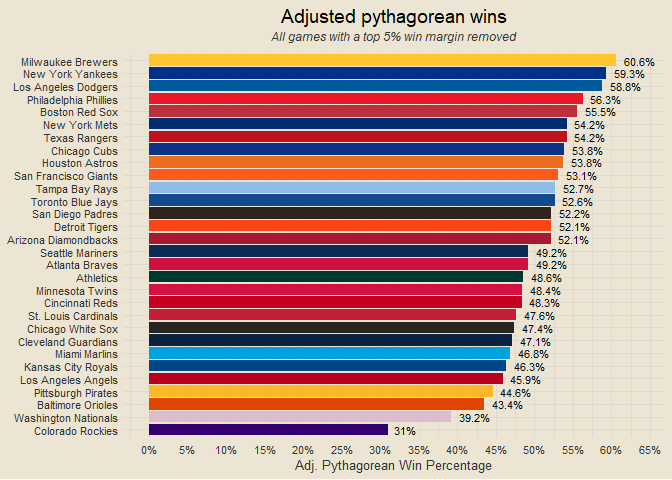 Adjusted pythagorean wins
All games with a top 5% win margin removed
Milwaukee Brewers 60.6%
New York Yankees 59.3%
Los Angeles Dodgers 58.8%
Philadelphia Phillies 56.3%
Boston Red Sox 55.5%
New York Mets 54.2%
Texas Rangers 54.2%
Chicago Cubs 53.8%
Houston Astros 53.8%
San Francisco Giants 53.1%
Tampa Bay Rays 52.7%
Toronto Blue Jays 52.6%
San Diego Padres 52.2%
Detroit Tigers 52.1%
Arizona Diamondbacks 52.1%
Seattle Mariners 49.2%
Atlanta Braves 49.2%
Athletics 48.6%
Minnesota Twins 48.4%
Cincinnati Reds 48.3%
St. Louis Cardinals 47.6%
Chicago White Sox 47.4%
Cleveland Guardians 47.1%
Miami Marlins 46.8%
Kansas City Royals 46.3%
Los Angeles Angels 45.9%
Pittsburgh Pirates 44.6%
Baltimore Orioles 43.4%
Washington Nationals 39.2%
Colorado Rockies 31%
0% 5% 10% 15% 20% 25% 30% 35% 40% 45% 50% 55% 60% 65%
Adj. Pythagorean Win Percentage